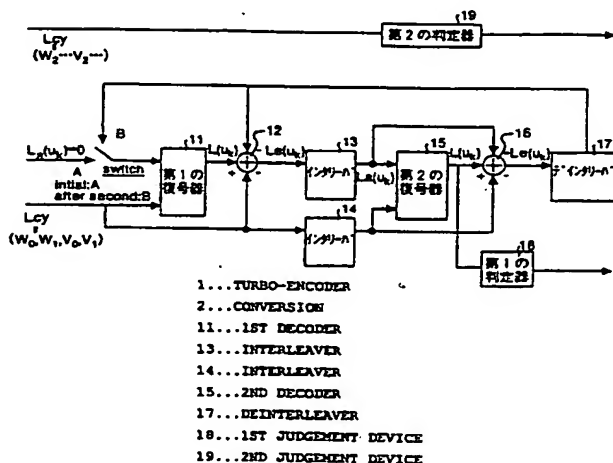 19
Lcy
(W2···V2···)
第2の判定器
B
12
16
17
11
13
15
La(uk)=0
L(uk)
Le(uk)
L(uk)
Le(uk)
switch
A
intial:A
after second:B
第1の復号器
インタリーバ
La(uk)
第2の復号器
デインタリーバ
Lcy
(W0,W1,V0,V1)
14
インタリーバ
18
第1の判定器
1...TURBO-ENCODER
2...CONVERSION
11...1ST DECODER
13...INTERLEAVER
14...INTERLEAVER
15...2ND DECODER
17...DEINTERLEAVER
18...1ST JUDGEMENT DEVICE
19...2ND JUDGEMENT DEVICE